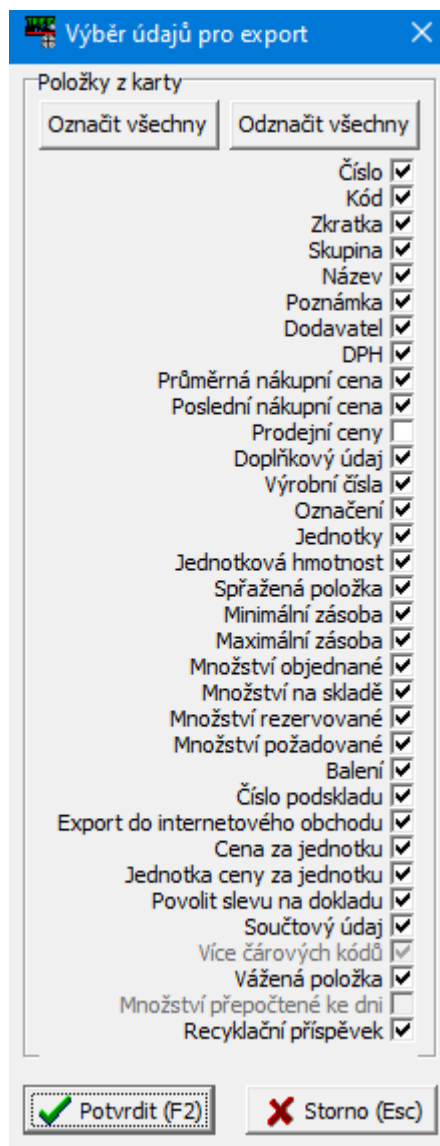 Výběr údajů pro export
Položky z karty
Označit všechny
Odznačit všechny
Číslo
Kód
Zkratka
Skupina
Název
Poznámka
Dodavatel
DPH
Průměrná nákupní cena
Poslední nákupní cena
Prodejní ceny
Doplňkový údaj
Výrobní čísla
Označení
Jednotky
Jednotková hmotnost
Spřažená položka
Minimální zásoba
Maximální zásoba
Množství objednané
Množství na skladě
Množství rezervované
Množství požadované
Balení
Číslo podskladu
Export do internetového obchodu
Cena za jednotku
Jednotka ceny za jednotku
Povolit slevu na dokladu
Součtový údaj
Více čárových kódů
Vážená položka
Množství přepočtené ke dni
Recyklační příspěvek
Potvrdit (F2)
Storno (Esc)